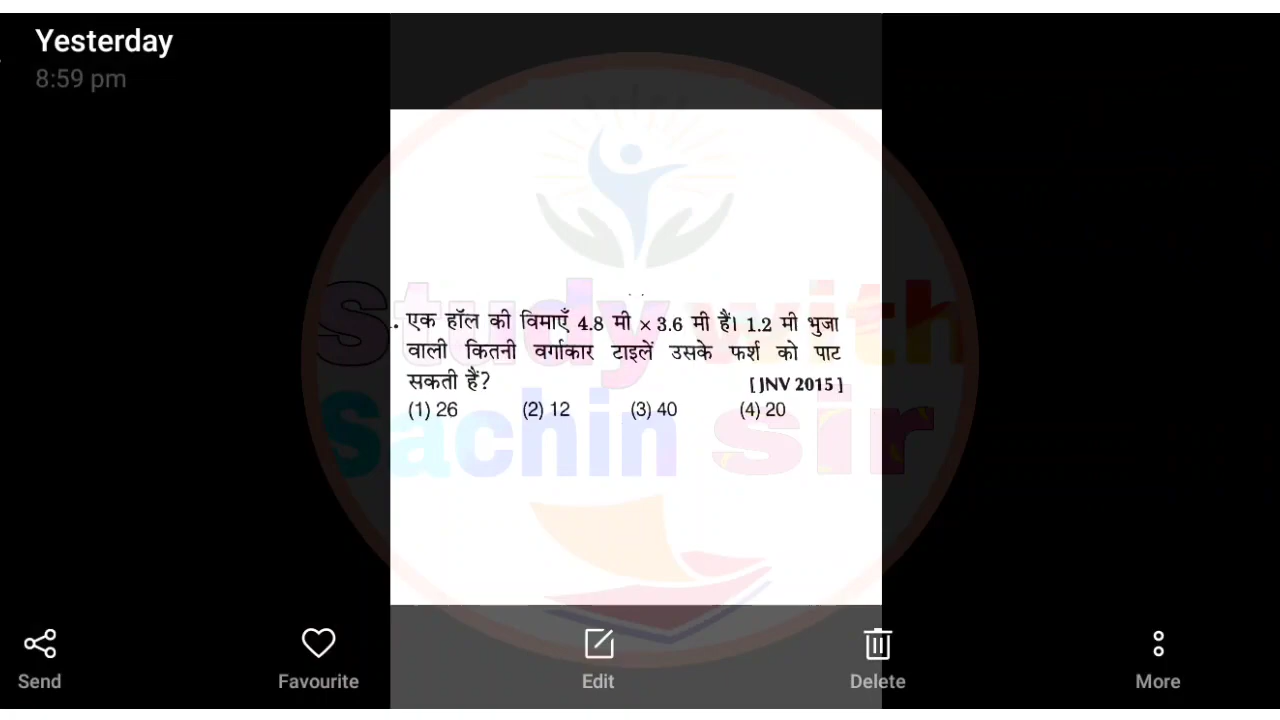 Yesterday
8:59 pm
Study with
. एक हॉल की विमाएँ 4.8 मी × 3.6 मी हैं। 1.2 मी भुजा
वाली कितनी वर्गाकार टाइलें उसके फर्श को पाट
सकती हैं? [JNV 2015]
(1) 26 (2) 12 (3) 40 (4) 20
Sachin Sir
Send Favourite Edit Delete More